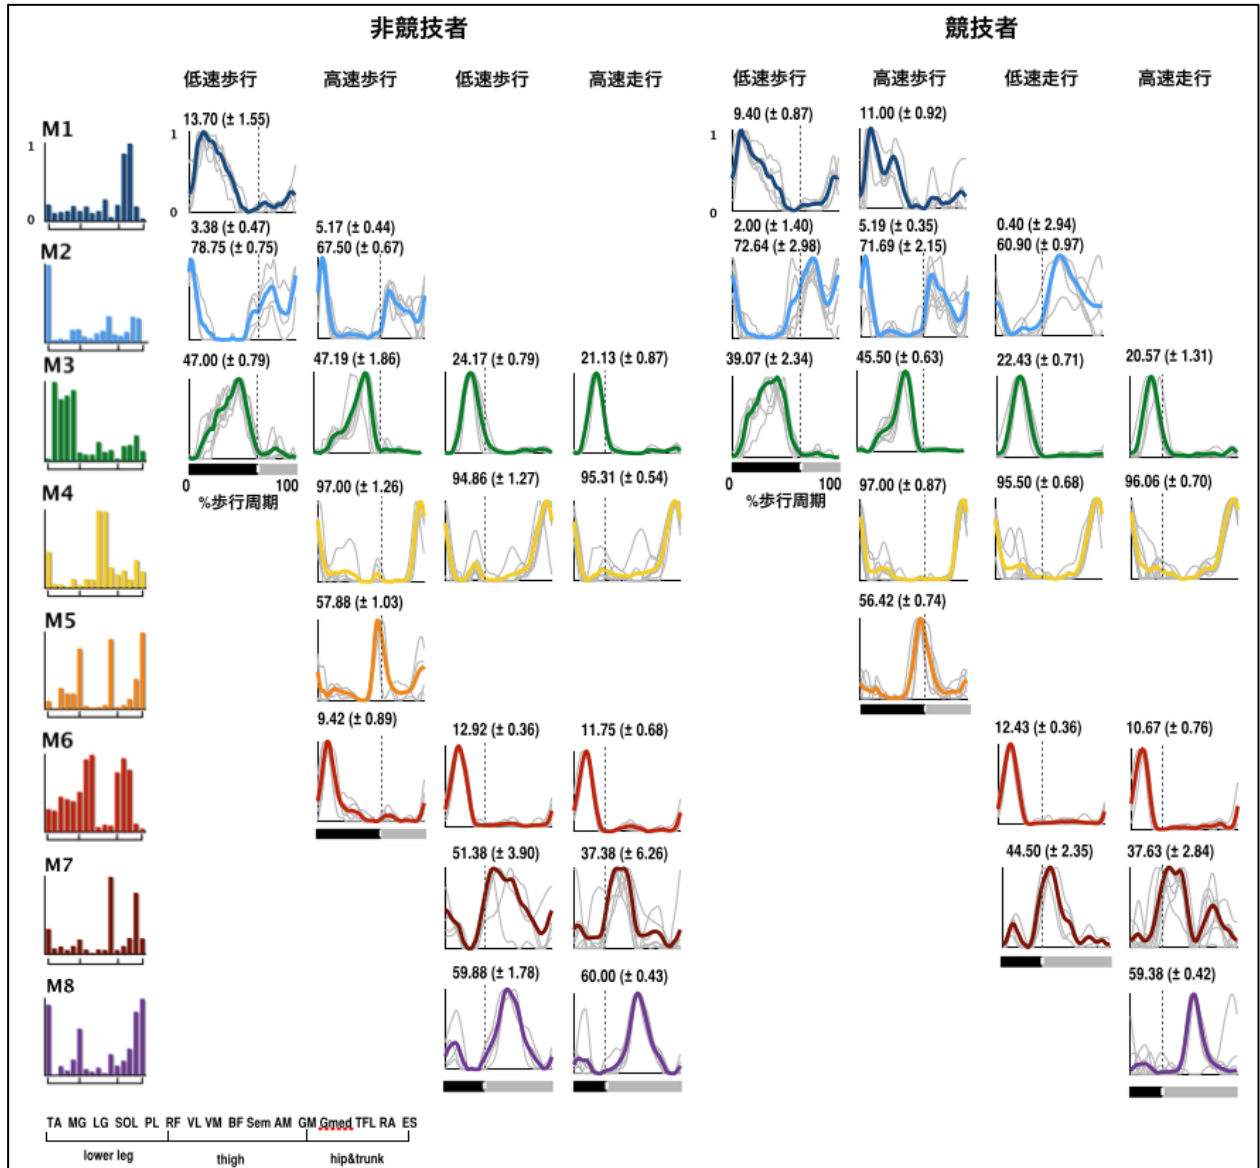 非競技者 競技者
低速歩行 高速歩行 低速歩行 高速走行 低速歩行 高速歩行 低速走行 高速走行
M1
1
0
13.70 (± 1.55)
1
0
9.40 (± 0.87)
1
0
11.00 (± 0.92)
M2
3.38 (± 0.47)
78.75 (± 0.75)
5.17 (± 0.44)
67.50 (± 0.67)
2.00 (± 1.40)
72.64 (± 2.98)
5.19 (± 0.35)
71.69 (± 2.15)
0.40 (± 2.94)
60.90 (± 0.97)
M3
47.00 (± 0.79)
47.19 (± 1.86)
24.17 (± 0.79)
21.13 (± 0.87)
39.07 (± 2.34)
45.50 (± 0.63)
22.43 (± 0.71)
20.57 (± 1.31)
0 100
%歩行周期
0 100
%歩行周期
M4
97.00 (± 1.26)
94.86 (± 1.27)
95.31 (± 0.54)
97.00 (± 0.87)
95.50 (± 0.68)
96.06 (± 0.70)
M5
57.88 (± 1.03)
56.42 (± 0.74)
M6
9.42 (± 0.89)
12.92 (± 0.36)
11.75 (± 0.68)
12.43 (± 0.36)
10.67 (± 0.76)
M7
51.38 (± 3.90)
37.38 (± 6.26)
44.50 (± 2.35)
37.63 (± 2.84)
M8
59.88 (± 1.78)
60.00 (± 0.43)
59.38 (± 0.42)
TA MG LG SOL PL RF VL VM BF Sem AM GM Gmed TFL RA ES
lower leg thigh hip&trunk